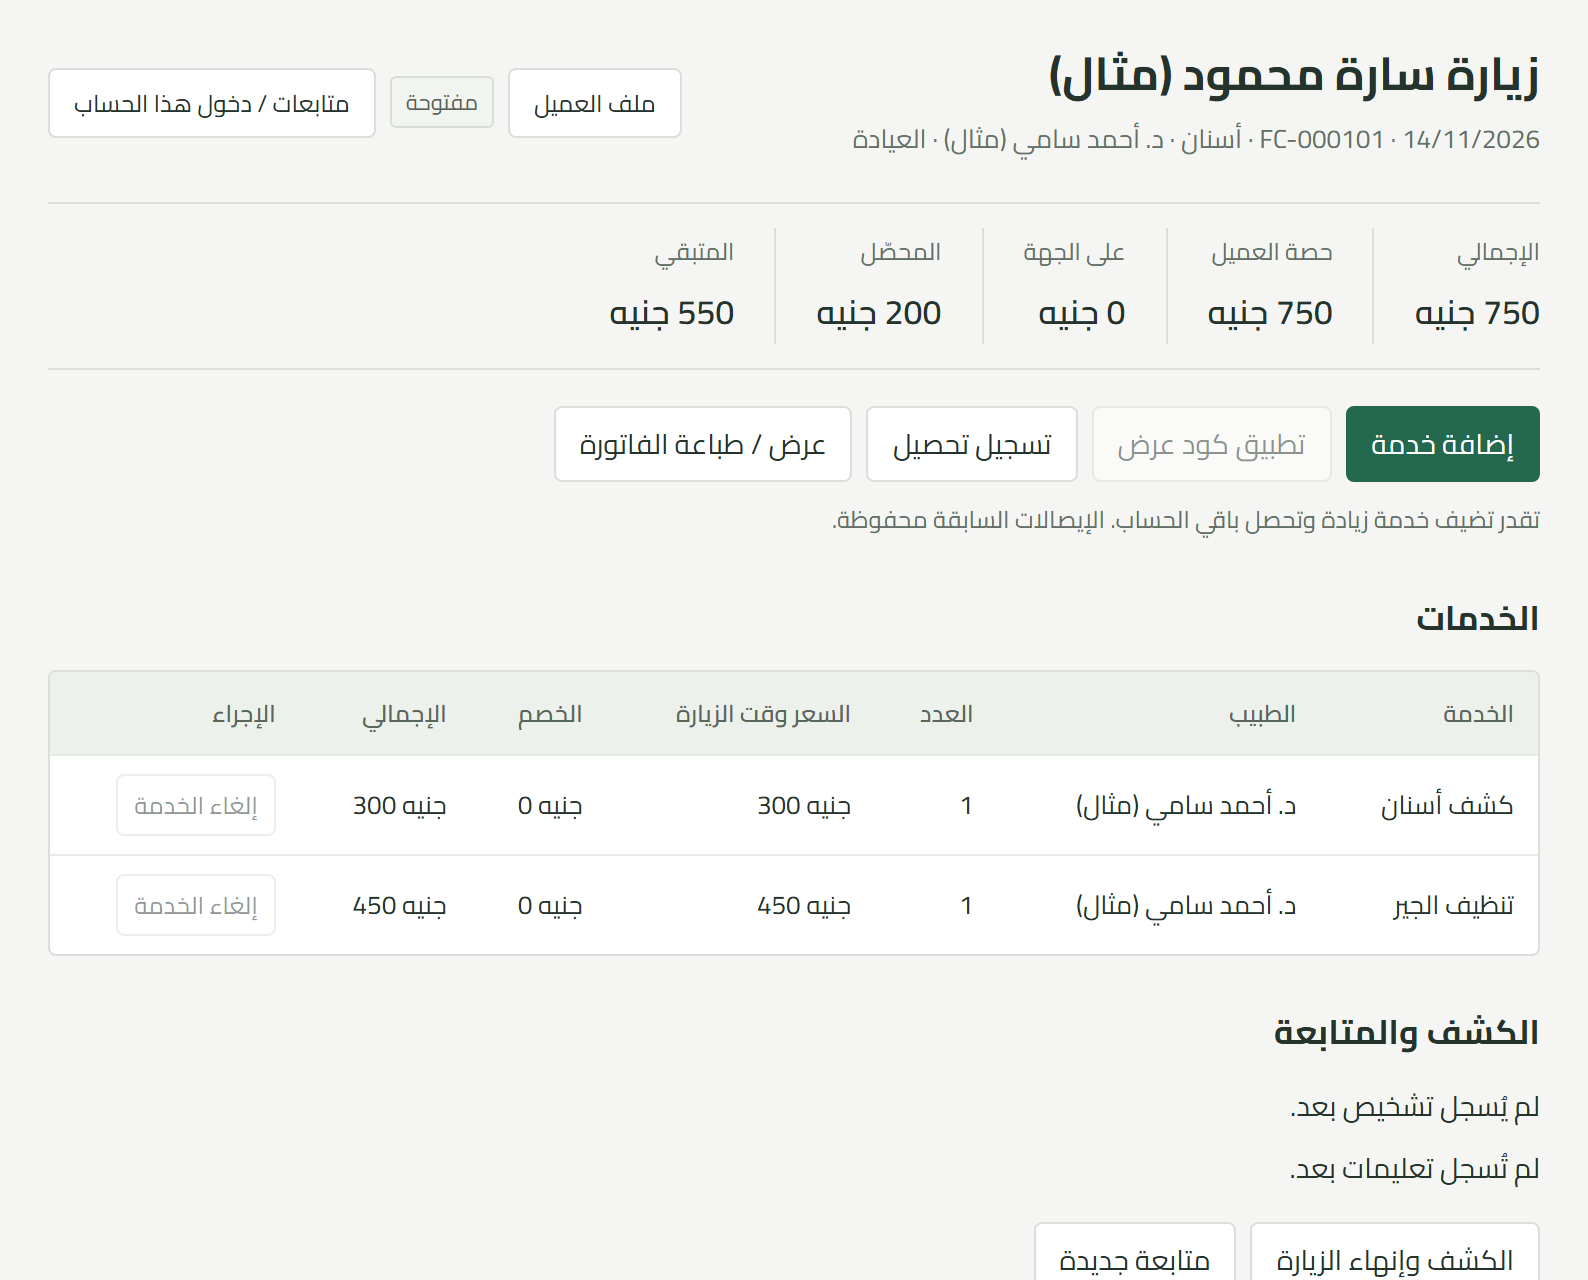 زيارة سارة محمود (مثال)
14/11/2026 · FC-000101 · أسنان · د. أحمد سامي (مثال) · العيادة
ملف العميل
مفتوحة
متابعات / دخول هذا الحساب
الإجمالي
750 جنيه
حصة العميل
750 جنيه
على الجهة
0 جنيه
المحصّل
200 جنيه
المتبقي
550 جنيه
إضافة خدمة
تطبيق كود عرض
تسجيل تحصيل
عرض / طباعة الفاتورة
تقدر تضيف خدمة زيادة وتحصل باقي الحساب. الإيصالات السابقة محفوظة.
الخدمات
الخدمة الطبيب العدد السعر وقت الزيارة الخصم الإجمالي الإجراء
كشف أسنان د. أحمد سامي (مثال) 1 جنيه 300 جنيه 0 جنيه 300 إلغاء الخدمة
تنظيف الجير د. أحمد سامي (مثال) 1 جنيه 450 جنيه 0 جنيه 450 إلغاء الخدمة
الكشف والمتابعة
لم يُسجل تشخيص بعد.
لم تُسجل تعليمات بعد.
الكشف وإنهاء الزيارة
متابعة جديدة